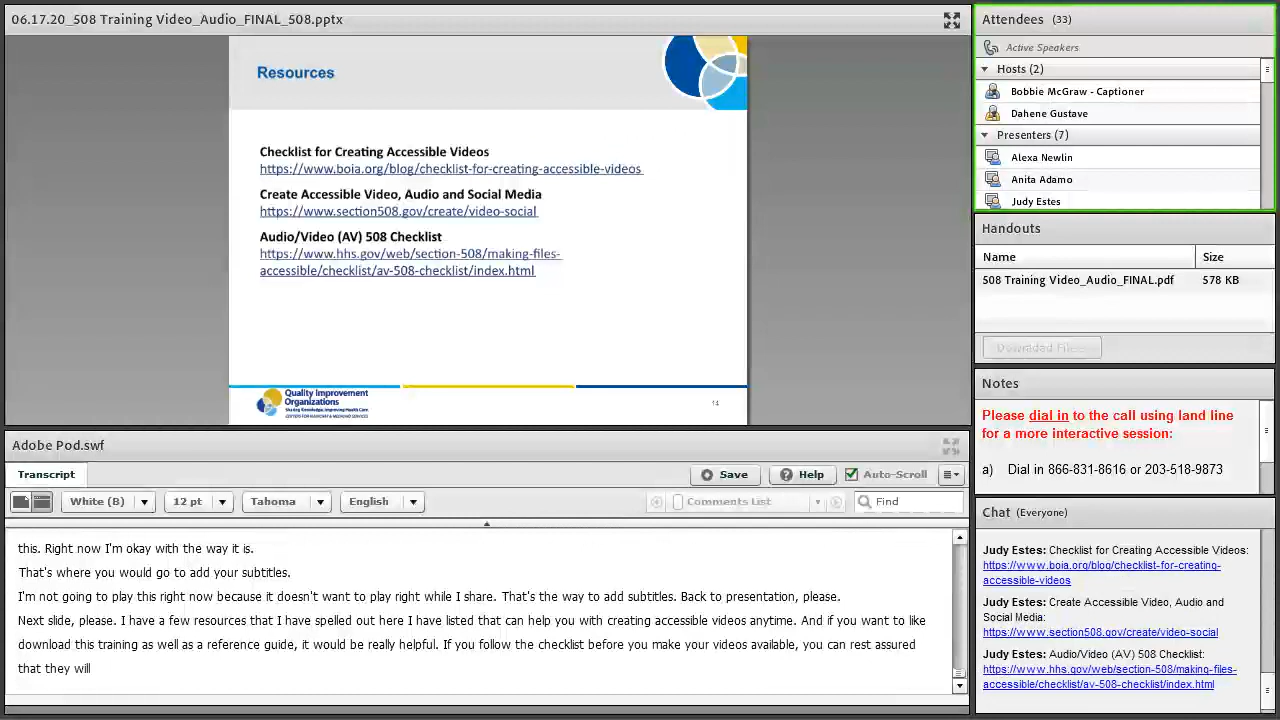 06.17.20_508 Training Video_Audio_FINAL_508.pptx
Resources
Checklist for Creating Accessible Videos
https://www.boia.org/blog/checklist-for-creating-accessible-videos
Create Accessible Video, Audio and Social Media
https://www.section508.gov/create/video-social
Audio/Video (AV) 508 Checklist
https://www.hhs.gov/web/section-508/making-files-
accessible/checklist/av-508-checklist/index.html
Quality Improvement
Organizations
Sharing Knowledge. Improving Health Care.
CENTERS FOR MEDICARE & MEDICAID SERVICES
14
Adobe Pod.swf
Transcript
Save
Help
Auto-Scroll
White (B)
12 pt
Tahoma
English
Comments List
Find
this. Right now I'm okay with the way it is.
That's where you would go to add your subtitles.
I'm not going to play this right now because it doesn't want to play right while I share. That's the way to add subtitles. Back to presentation, please.
Next slide, please. I have a few resources that I have spelled out here I have listed that can help you with creating accessible videos anytime. And if you want to like
download this training as well as a reference guide, it would be really helpful. If you follow the checklist before you make your videos available, you can rest assured
that they will
Attendees (33)
Active Speakers
Hosts (2)
Bobbie McGraw - Captioner
Dahene Gustave
Presenters (7)
Alexa Newlin
Anita Adamo
Judy Estes
Handouts
Name Size
508 Training Video_Audio_FINAL.pdf 578 KB
Download Files
Notes
Please dial in to the call using land line
for a more interactive session:
a) Dial in 866-831-8616 or 203-518-9873
Chat (Everyone)
Judy Estes: Checklist for Creating Accessible Videos:
https://www.boia.org/blog/checklist-for-creating-
accessible-videos
Judy Estes: Create Accessible Video, Audio and
Social Media:
https://www.section508.gov/create/video-social
Judy Estes: Audio/Video (AV) 508 Checklist:
https://www.hhs.gov/web/section-508/making-files-
accessible/checklist/av-508-checklist/index.html